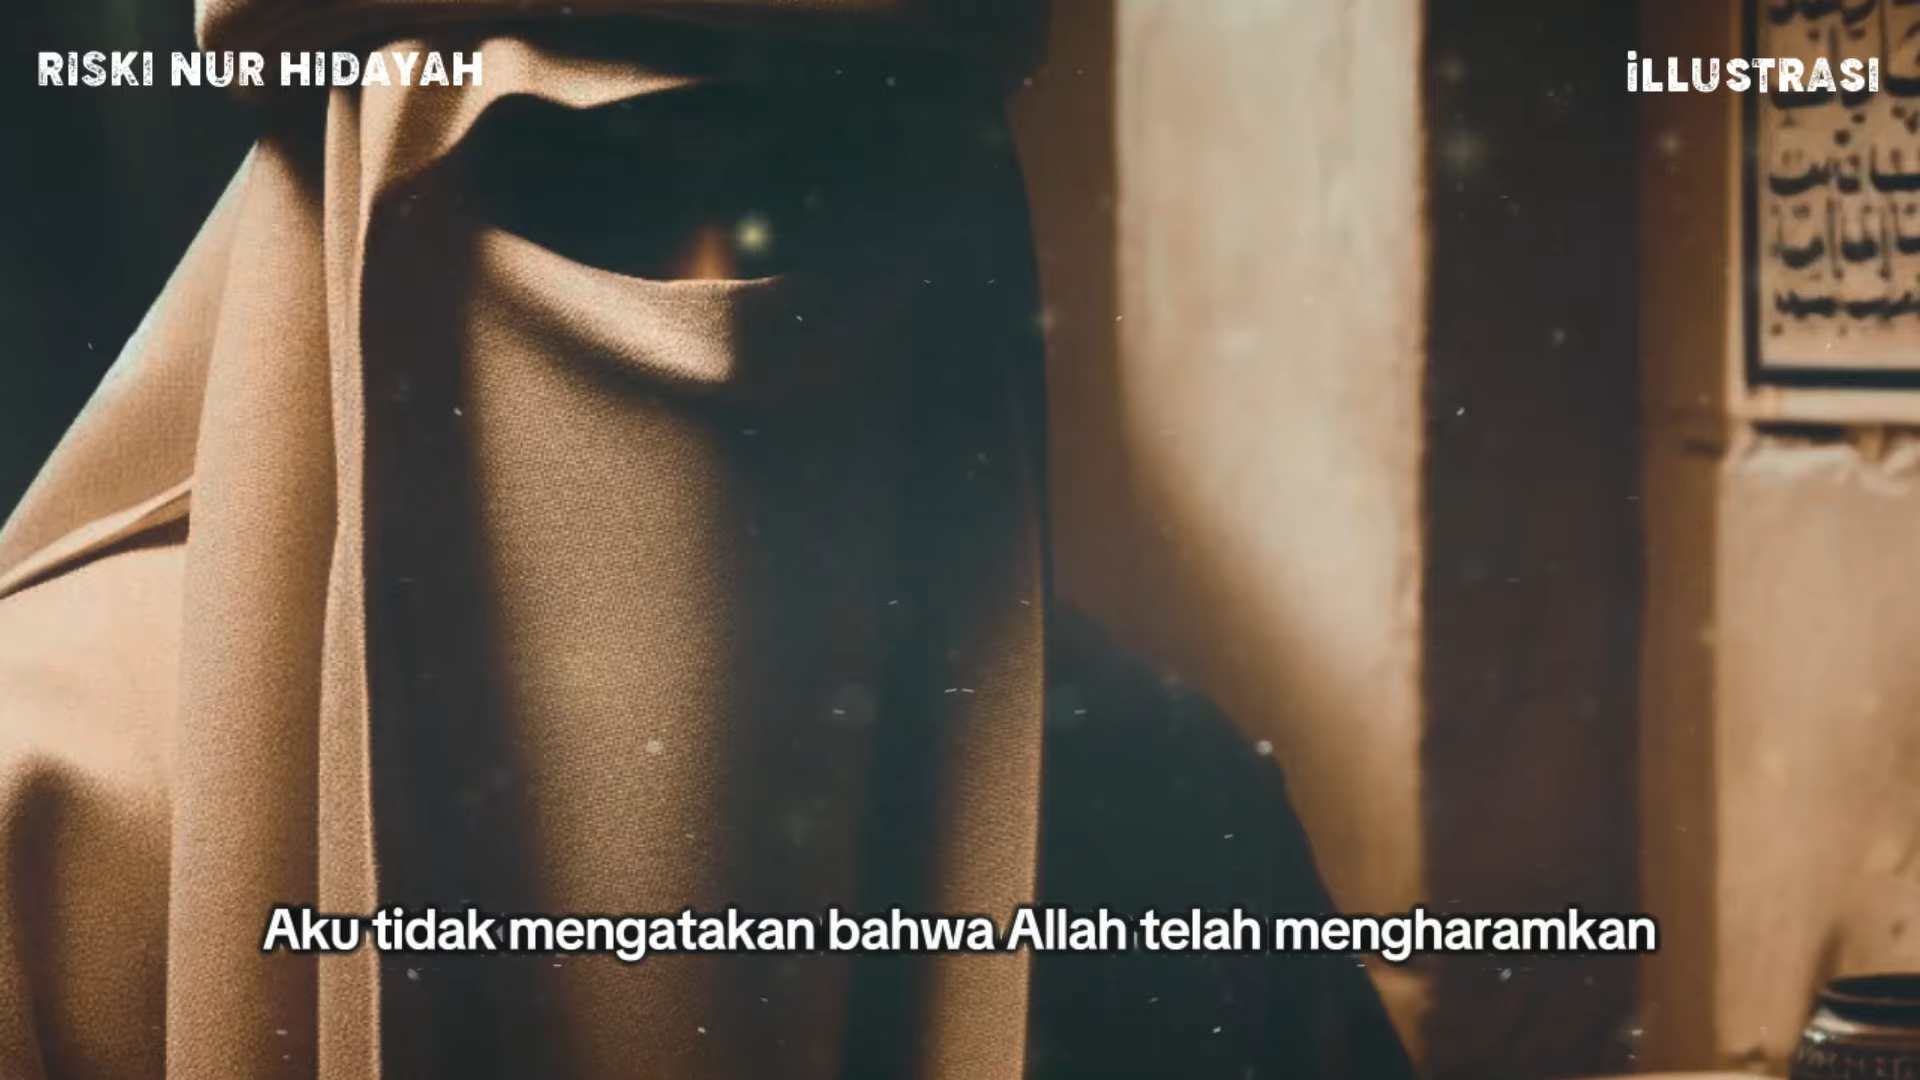 RISKI NUR HIDAYAH
İLLUSTRASI
Aku tidak mengatakan bahwa Allah telah mengharamkan